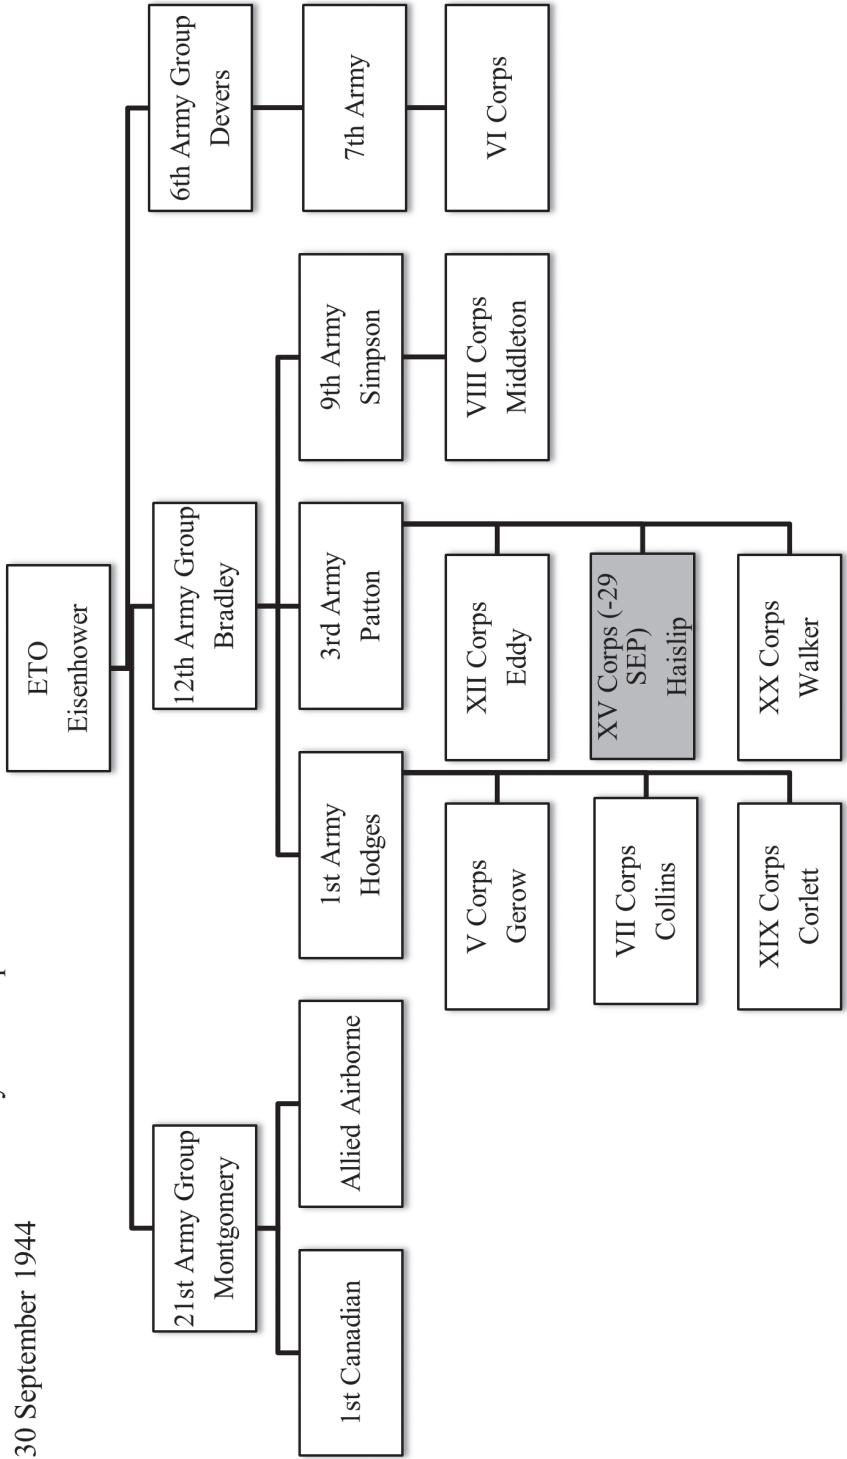 30 September 1944
ETO
Eisenhower
21st Army Group
Montgomery
12th Army Group
Bradley
6th Army Group
Devers
1st Canadian
Allied Airborne
1st Army
Hodges
3rd Army
Patton
9th Army
Simpson
7th Army
V Corps
Gerow
XII Corps
Eddy
VIII Corps
Middleton
VI Corps
VII Corps
Collins
XV Corps (-29
SEP)
Haislip
XIX Corps
Corlett
XX Corps
Walker